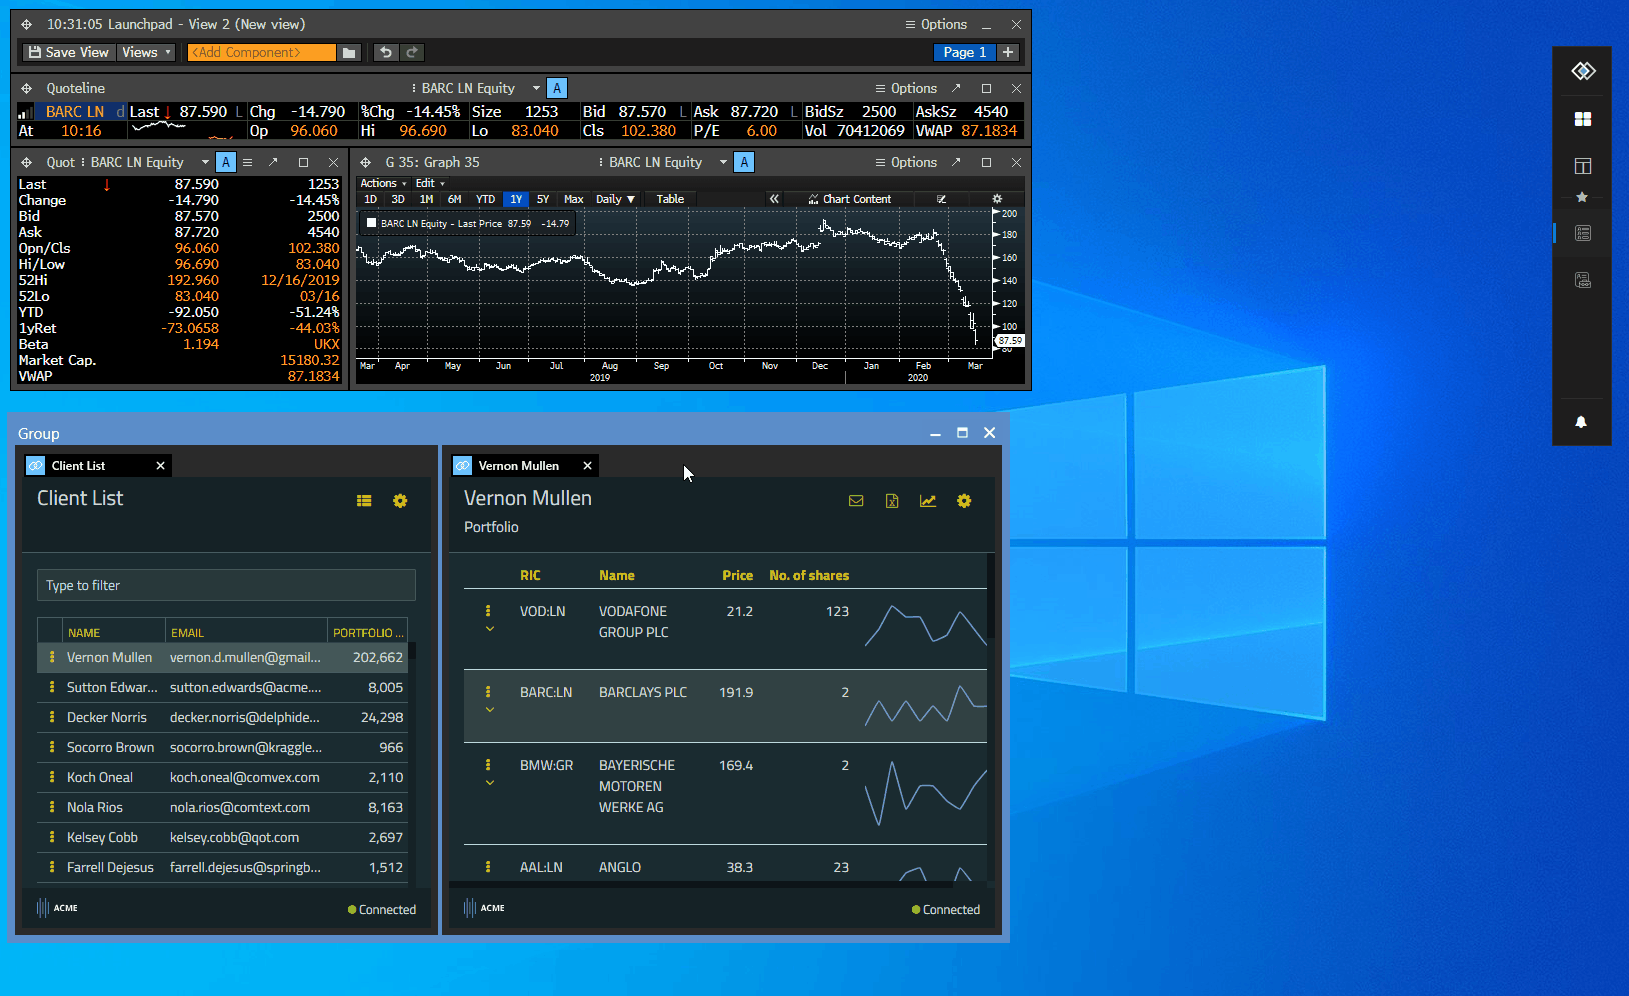 10:31:05 Launchpad - View 2 (New view) Options
Save View Views <Add Component> Page 1 +
Quoteline BARC LN Equity A Options
BARC LN d Last 87.590 L Chg -14.790 %Chg -14.45% Size 1253 Bid 87.570 L Ask 87.720 L BidSz 2500 AskSz 4540
At 10:16 Op 96.060 Hi 96.690 Lo 83.040 Cls 102.380 P/E 6.00 Vol 70412069 VWAP 87.1834
Quot BARC LN Equity A
Last 87.590 1253
Change -14.790 -14.45%
Bid 87.570 2500
Ask 87.720 4540
Opn/Cls 96.060 102.380
Hi/Low 96.690 83.040
52Hi 192.960 12/16/2019
52Lo 83.040 03/16
YTD -92.050 -51.24%
1yRet -73.0658 -44.03%
Beta 1.194 UKX
Market Cap. 15180.32
VWAP 87.1834
G 35: Graph 35 BARC LN Equity A Options
Actions Edit
1D 3D 1M 6M YTD 1Y 5Y Max Daily ▼ Table « Chart Content
BARC LN Equity - Last Price 87.59 -14.79
200
180
160
140
120
100
87.59
80
Mar Apr May Jun Jul Aug Sep Oct Nov Dec Jan Feb Mar
2019 2020
Group
Client List
Client List
Type to filter
NAME EMAIL PORTFOLIO ...
Vernon Mullen vernon.d.mullen@gmail... 202,662
Sutton Edwar... sutton.edwards@acme.... 8,005
Decker Norris decker.norris@delphide... 24,298
Socorro Brown socorro.brown@kraggle... 966
Koch Oneal koch.oneal@comvex.com 2,110
Nola Rios nola.rios@comtext.com 8,163
Kelsey Cobb kelsey.cobb@qot.com 2,697
Farrell Dejesus farrell.dejesus@springb... 1,512
ACME Connected
Vernon Mullen
Vernon Mullen
Portfolio
RIC Name Price No. of shares
VOD:LN VODAFONE 21.2 123
GROUP PLC
BARC:LN BARCLAYS PLC 191.9 2
BMW:GR BAYERISCHE 169.4 2
MOTOREN
WERKE AG
AAL:LN ANGLO 38.3 23
ACME Connected